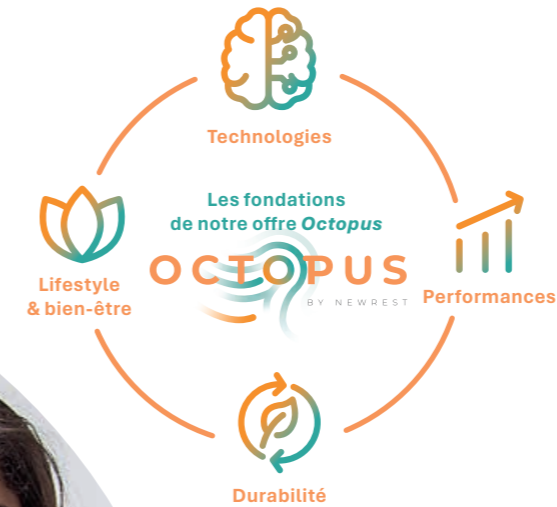 Technologies
Les fondations
de notre offre Octopus
OCTOPUS
BY NEWREST
Lifestyle
& bien-être
Performances
Durabilité